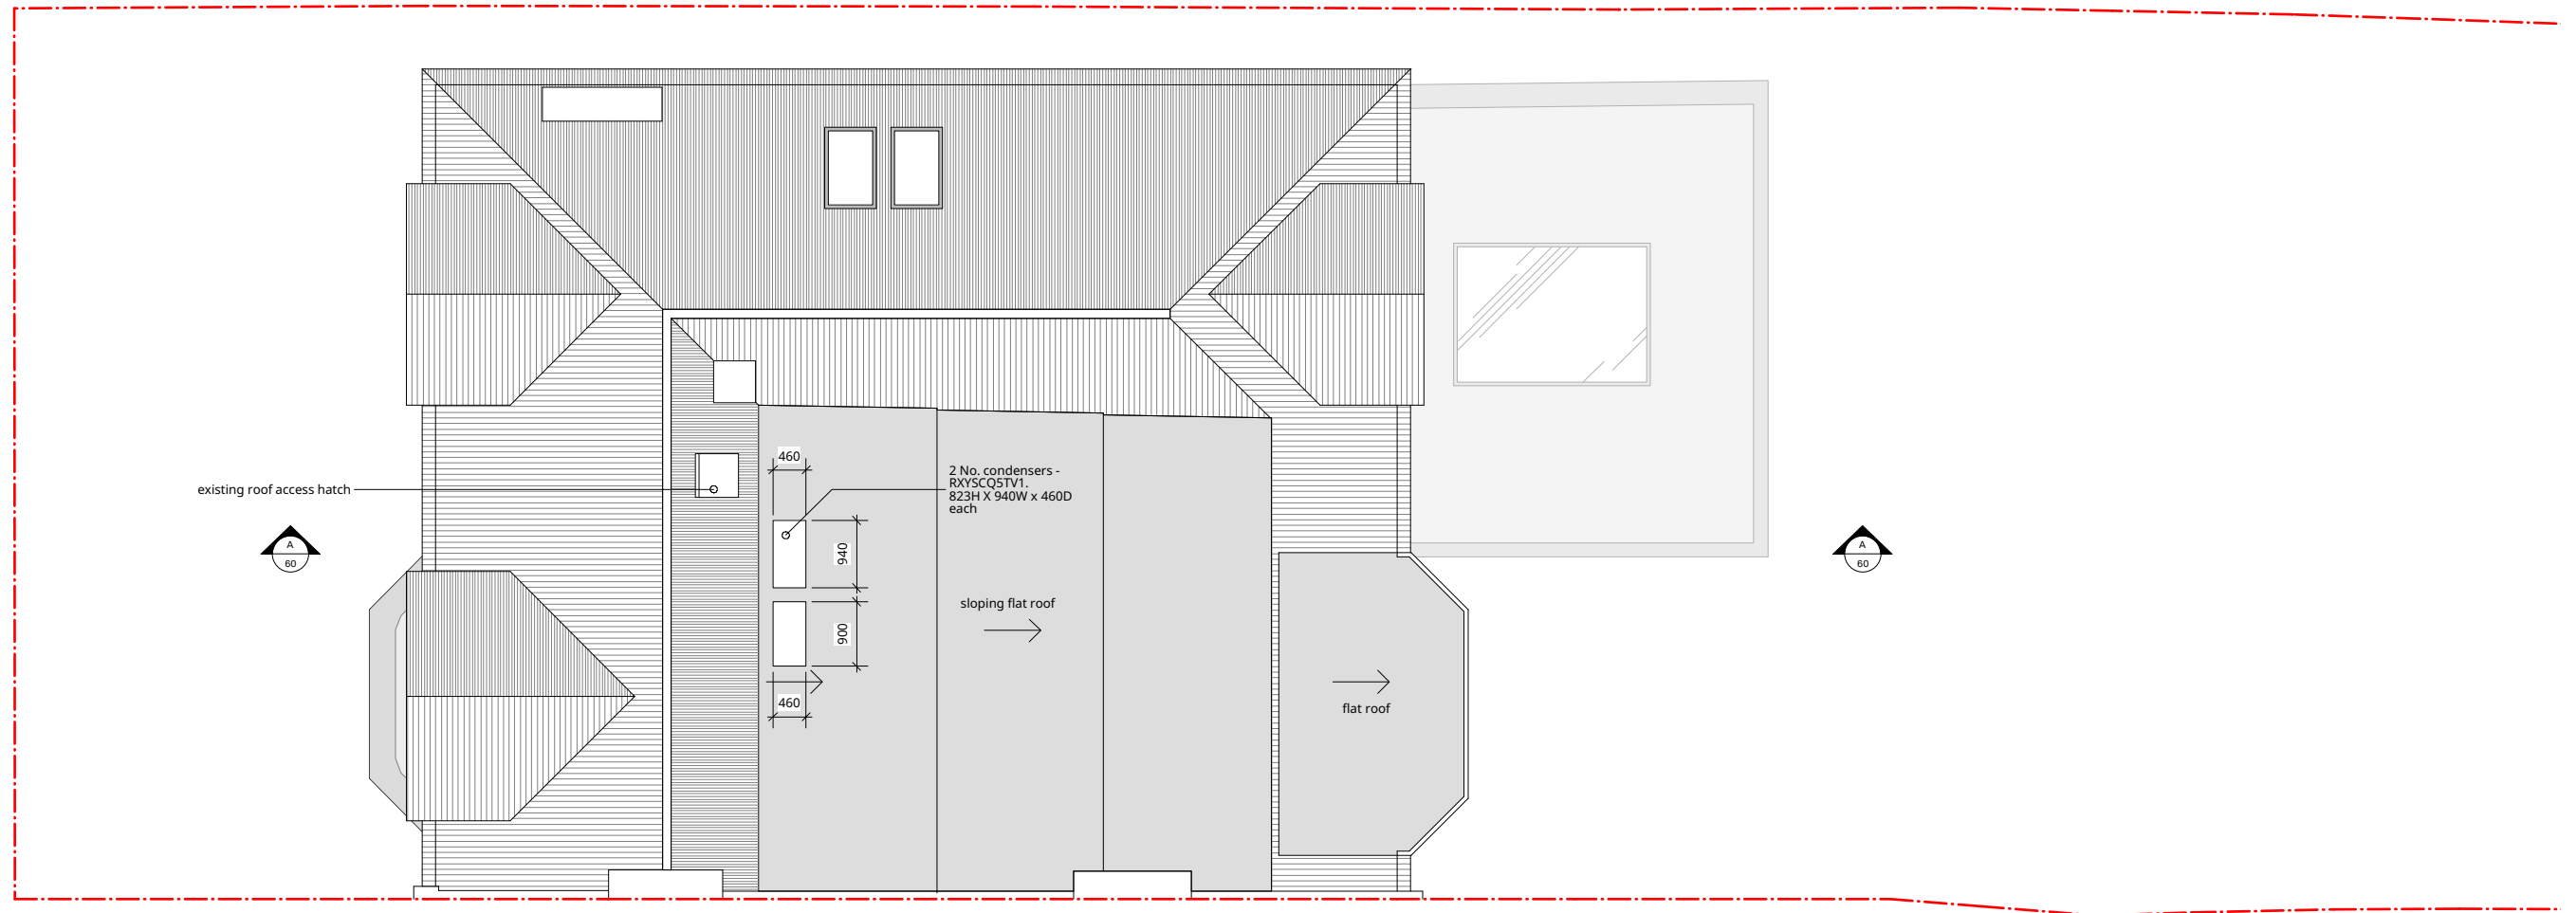 460
2 No. condensers -
RXYSCQ5TV1.
823H X 940W x 460D
each
existing roof access hatch
A
60
940
A
60
sloping flat roof
900
460
flat roof